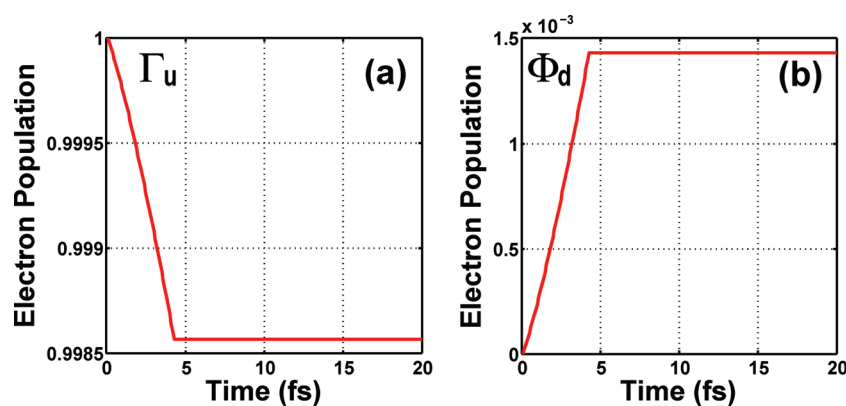 Γu
(a)
1
0.9995
0.999
0.9985
0
5
10
15
20
Electron Population
Time (fs)
x 10⁻³
Φd
(b)
1.5
1
0.5
0
0
5
10
15
20
Electron Population
Time (fs)